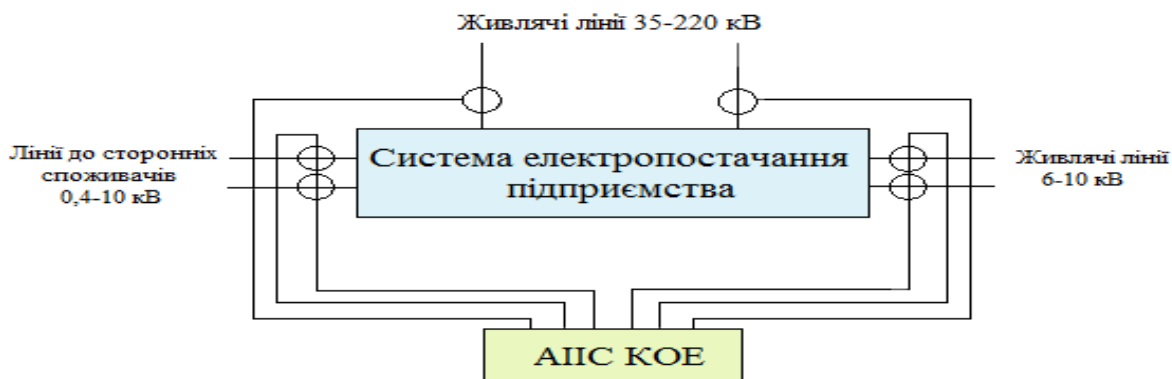 Живлячі лінії 35-220 кВ
Лінії до сторонніх
споживачів
0,4-10 кВ
Система електропостачання
підприємства
Живлячі лінії
6-10 кВ
АІІС КОЕ